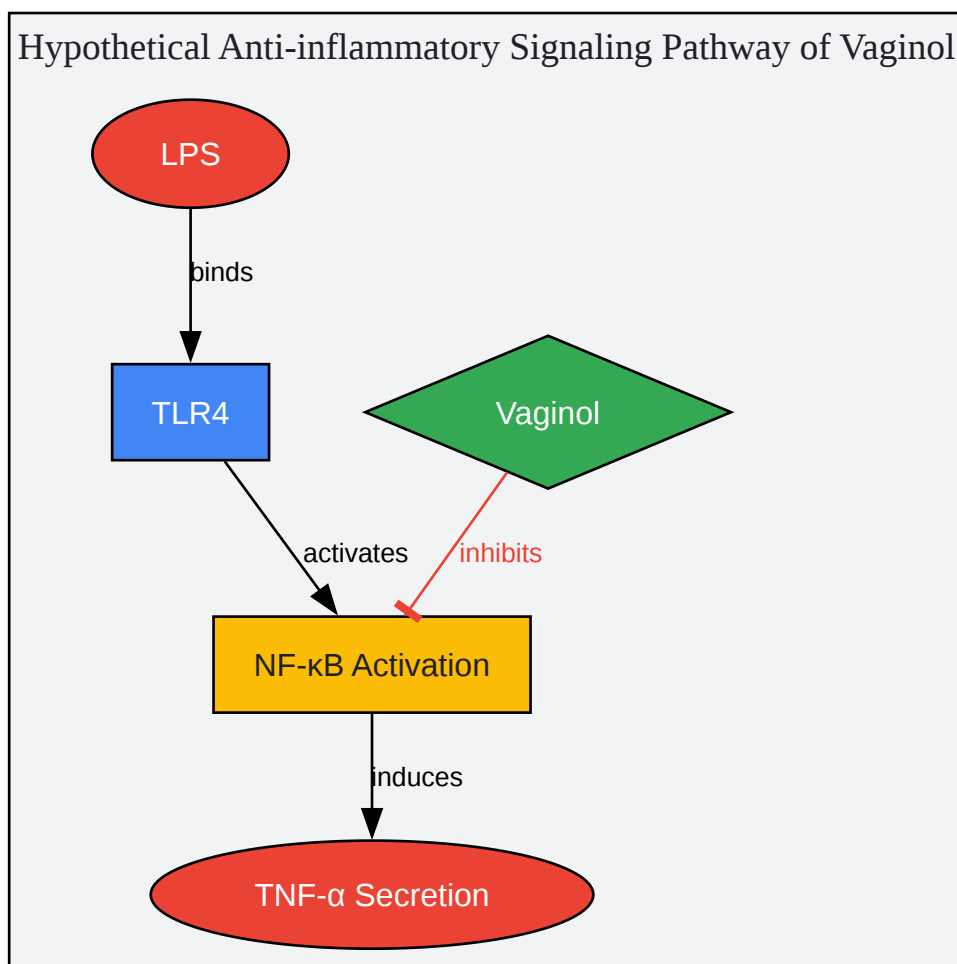 Hypothetical Anti-inflammatory Signaling Pathway of Vaginol
LPS
binds
TLR4
Vaginol
activates
inhibits
NF-κB Activation
induces
TNF-α Secretion